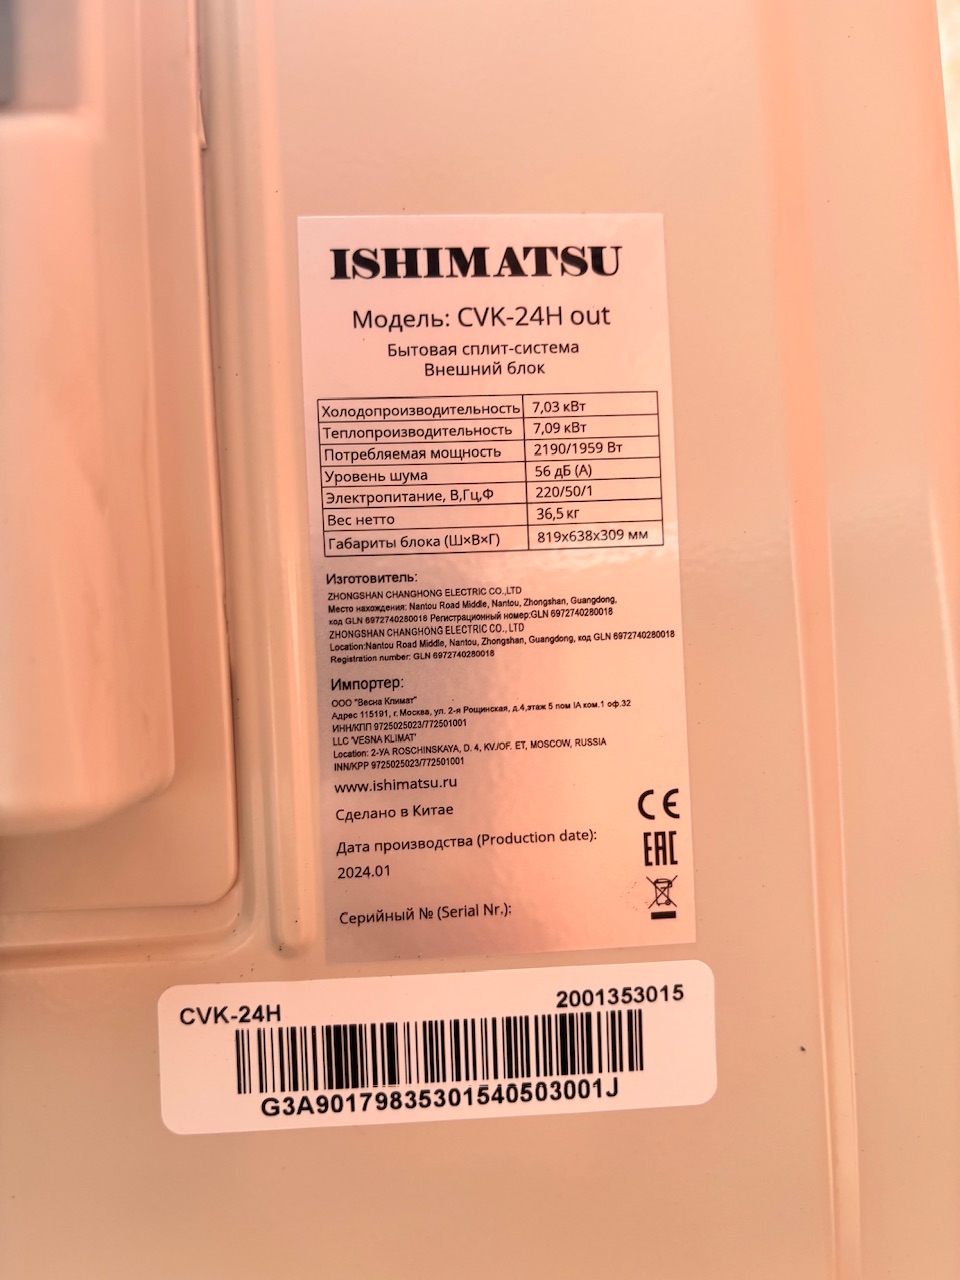 ISHIMATSU
Модель: CVK-24H out
Бытовая сплит-система
Внешний блок
Холодопроизводительность 7,03 кВт
Теплопроизводительность 7,09 кВт
Потребляемая мощность 2190/1959 Вт
Уровень шума 56 дБ (А)
Электропитание, В,Гц,Ф 220/50/1
Вес нетто 36,5 кг
Габариты блока (Ш×В×Г) 819x638x309 мм
Изготовитель:
ZHONGSHAN CHANGHONG ELECTRIC CO.,LTD
Место нахождения: Nantou Road Middle, Nantou, Zhongshan, Guangdong,
код GLN 6972740280018 Регистрационный номер:GLN 6972740280018
ZHONGSHAN CHANGHONG ELECTRIC CO., LTD
Location:Nantou Road Middle, Nantou, Zhongshan, Guangdong, код GLN 6972740280018
Registration number: GLN 6972740280018
Импортер:
ООО "Весна Климат"
Адрес 115191, г. Москва, ул. 2-я Рощинская, д.4,этаж 5 пом IA ком.1 оф.32
ИНН/КПП 9725025023/772501001
LLC 'VESNA KLIMAT'
Location: 2-YA ROSCHINSKAYA, D. 4, KV./OF. ET, MOSCOW, RUSSIA
INN/KPP 9725025023/772501001
www.ishimatsu.ru
Сделано в Китае
CE
Дата производства (Production date):
EAC
2024.01
Серийный № (Serial Nr.):
CVK-24H 2001353015
G3A90179835301540503001J